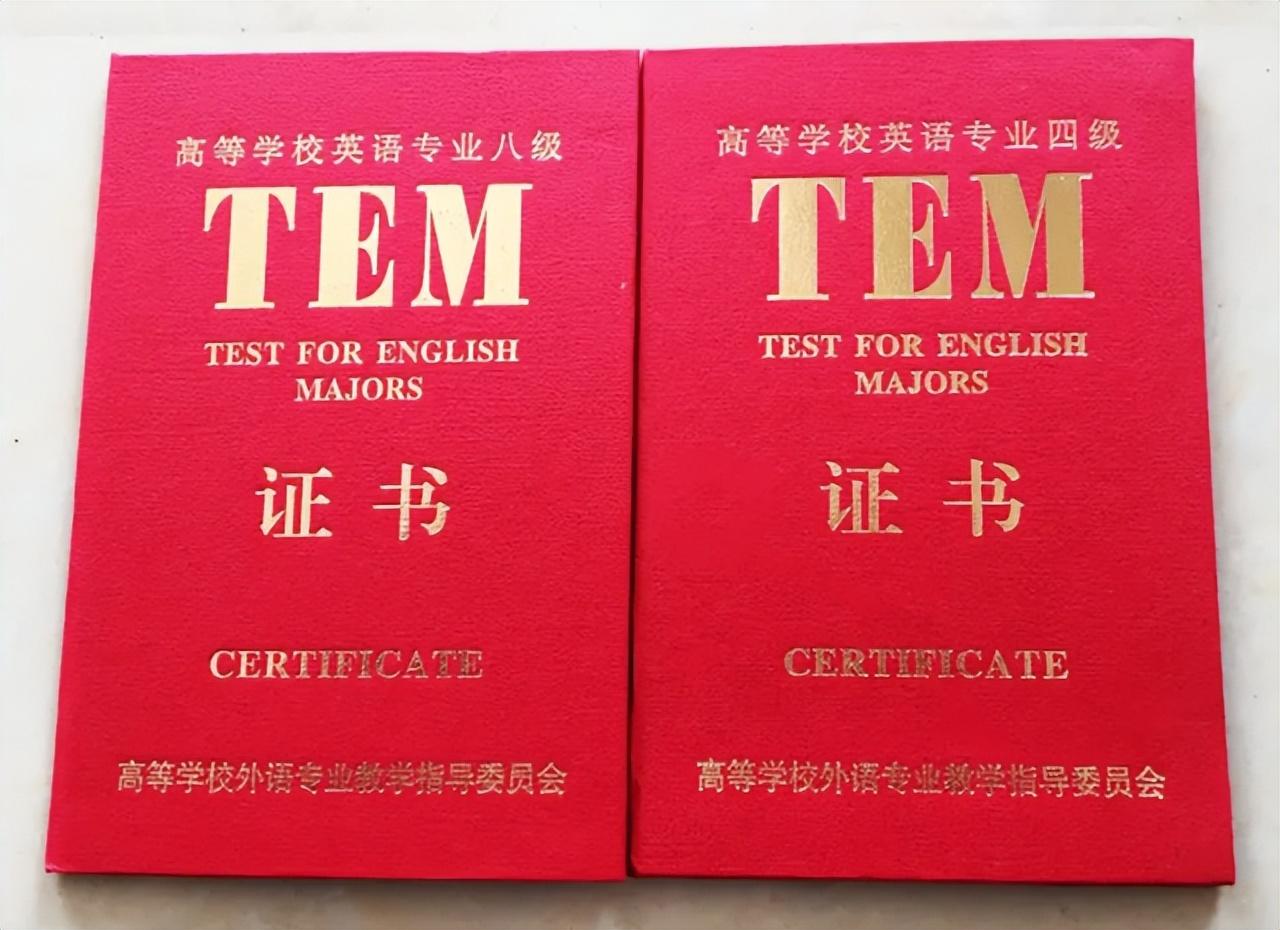 高等学校英语专业八级
TEM
TEST FOR ENGLISH
MAJORS
证书
CERTIFICATE
高等学校外语专业教学指导委员会
高等学校英语专业四级
TEM
TEST FOR ENGLISH
MAJORS
证书
CERTIFICATE
高等学校外语专业教学指导委员会